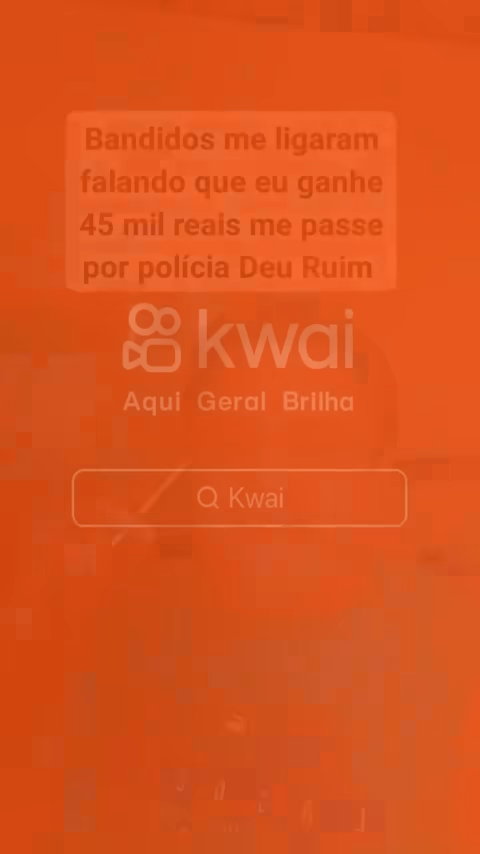 Bandidos me ligaram
falando que eu ganhe
45 mil reais me passe
por polícia Deu Ruim
kwai
Aqui Geral Brilha
Kwai